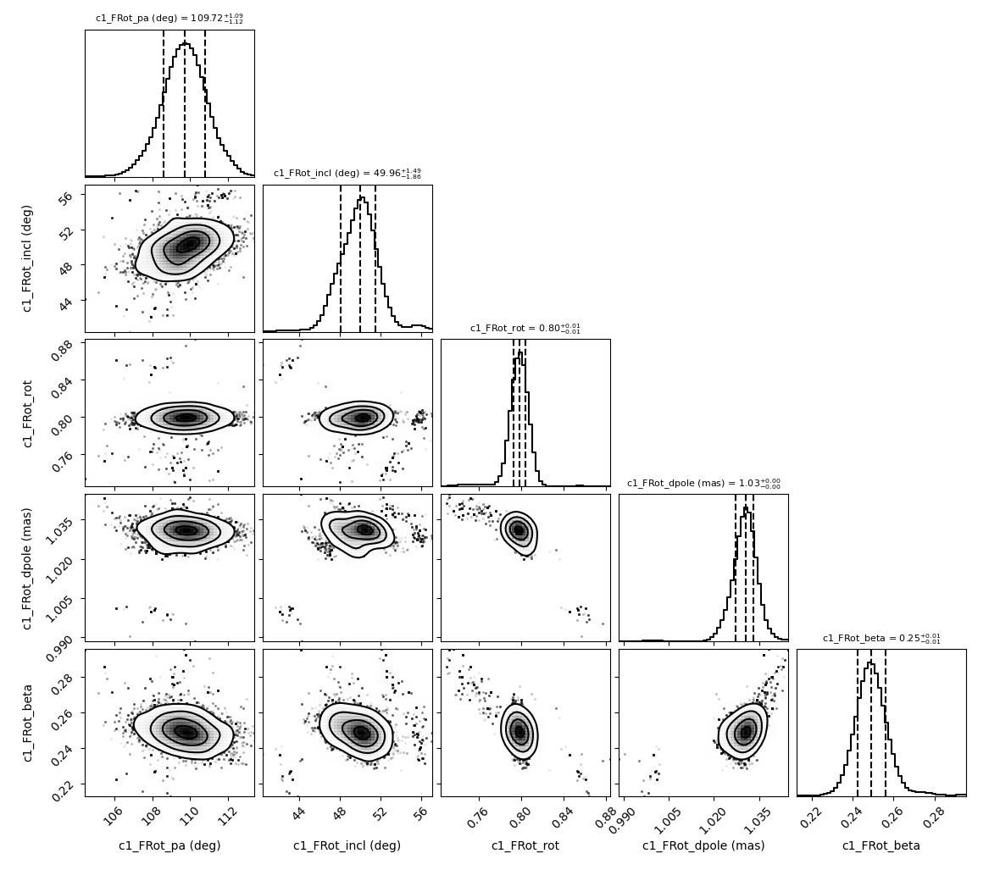 c1_FRot_pa (deg) = 109.72+1.09−1.12
c1_FRot_incl (deg) = 49.96+1.49−1.86
c1_FRot_incl (deg)
56
52
48
44
c1_FRot_rot = 0.80+0.01−0.01
c1_FRot_rot
0.88
0.84
0.80
0.76
c1_FRot_dpole (mas) = 1.03+0.00−0.00
c1_FRot_dpole (mas)
1.035
1.020
1.005
0.990
c1_FRot_beta = 0.25+0.01−0.01
c1_FRot_beta
0.28
0.26
0.24
0.22
106 108 110 112 44 48 52 56 0.76 0.80 0.84 0.88 0.990 1.005 1.020 1.035 0.22 0.24 0.26 0.28
c1_FRot_pa (deg) c1_FRot_incl (deg) c1_FRot_rot c1_FRot_dpole (mas) c1_FRot_beta